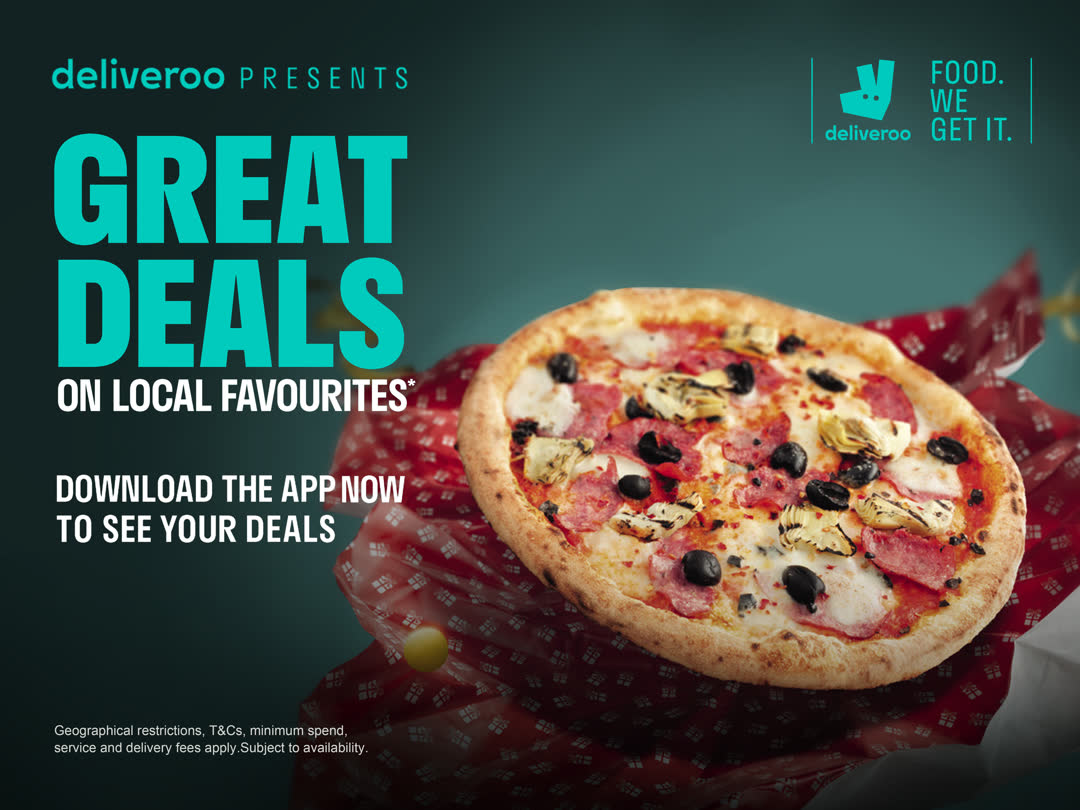 deliveroo PRESENTS
GREAT
DEALS
ON LOCAL FAVOURITES*
DOWNLOAD THE APP NOW
TO SEE YOUR DEALS
Geographical restrictions, T&Cs, minimum spend,
service and delivery fees apply.Subject to availability.
deliveroo
FOOD.
WE
GET IT.